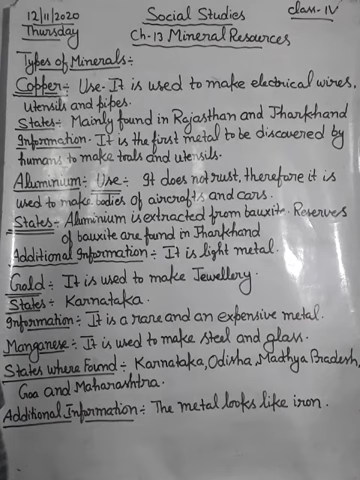 12/11/2020 Social Studies class-IV
Thursday Ch-13 Mineral Resources
Types of Minerals:-
Copper:- Use- It is used to make electrical wires,
utensils and pipes.
States:- Mainly found in Rajasthan and Jharkhand
Information- It is the first metal to be discovered by
humans to make tools and utensils.
Aluminium:- Use:- It does not rust, therefore it is
used to make bodies of aircrafts and cars.
States:- Aluminium is extracted from bauxite. Reserves
of bauxite are found in Jharkhand
Additional Information:- It is light metal.
Gold:- It is used to make Jewellery.
States:- Karnataka.
Information:- It is a rare and an expensive metal.
Manganese:- It is used to make steel and glass.
States where Found:- Karnataka, Odisha, Madhya Bradesh,
Goa and Maharashtra.
Additional Information:- The metal looks like iron.